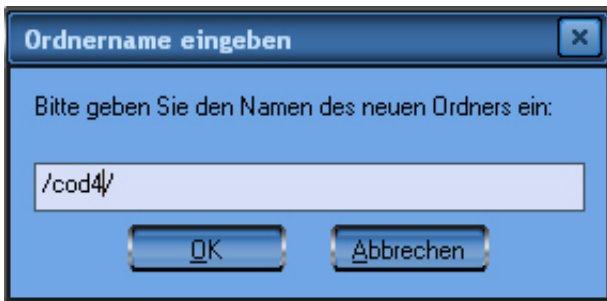 Ordnername eingeben
Bitte geben Sie den Namen des neuen Ordners ein:
/cod4/
OK
Abbrechen